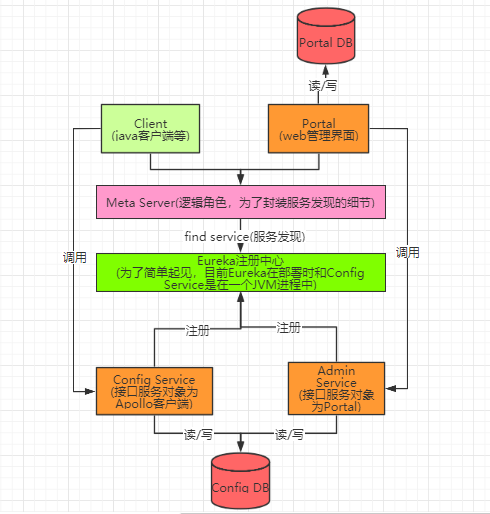 Portal DB
读/写
Client
(java客户端等)
Portal
(web管理界面)
Meta Server(逻辑角色，为了封装服务发现的细节)
find service(服务发现)
调用
调用
Eureka注册中心
(为了简单起见，目前Eureka在部署时和Config
Service是在一个JVM进程中)
注册
注册
Config Service
(接口服务对象为
Apollo客户端)
Admin
Service
(接口服务对象
为Portal)
读/写
读/写
Config DB